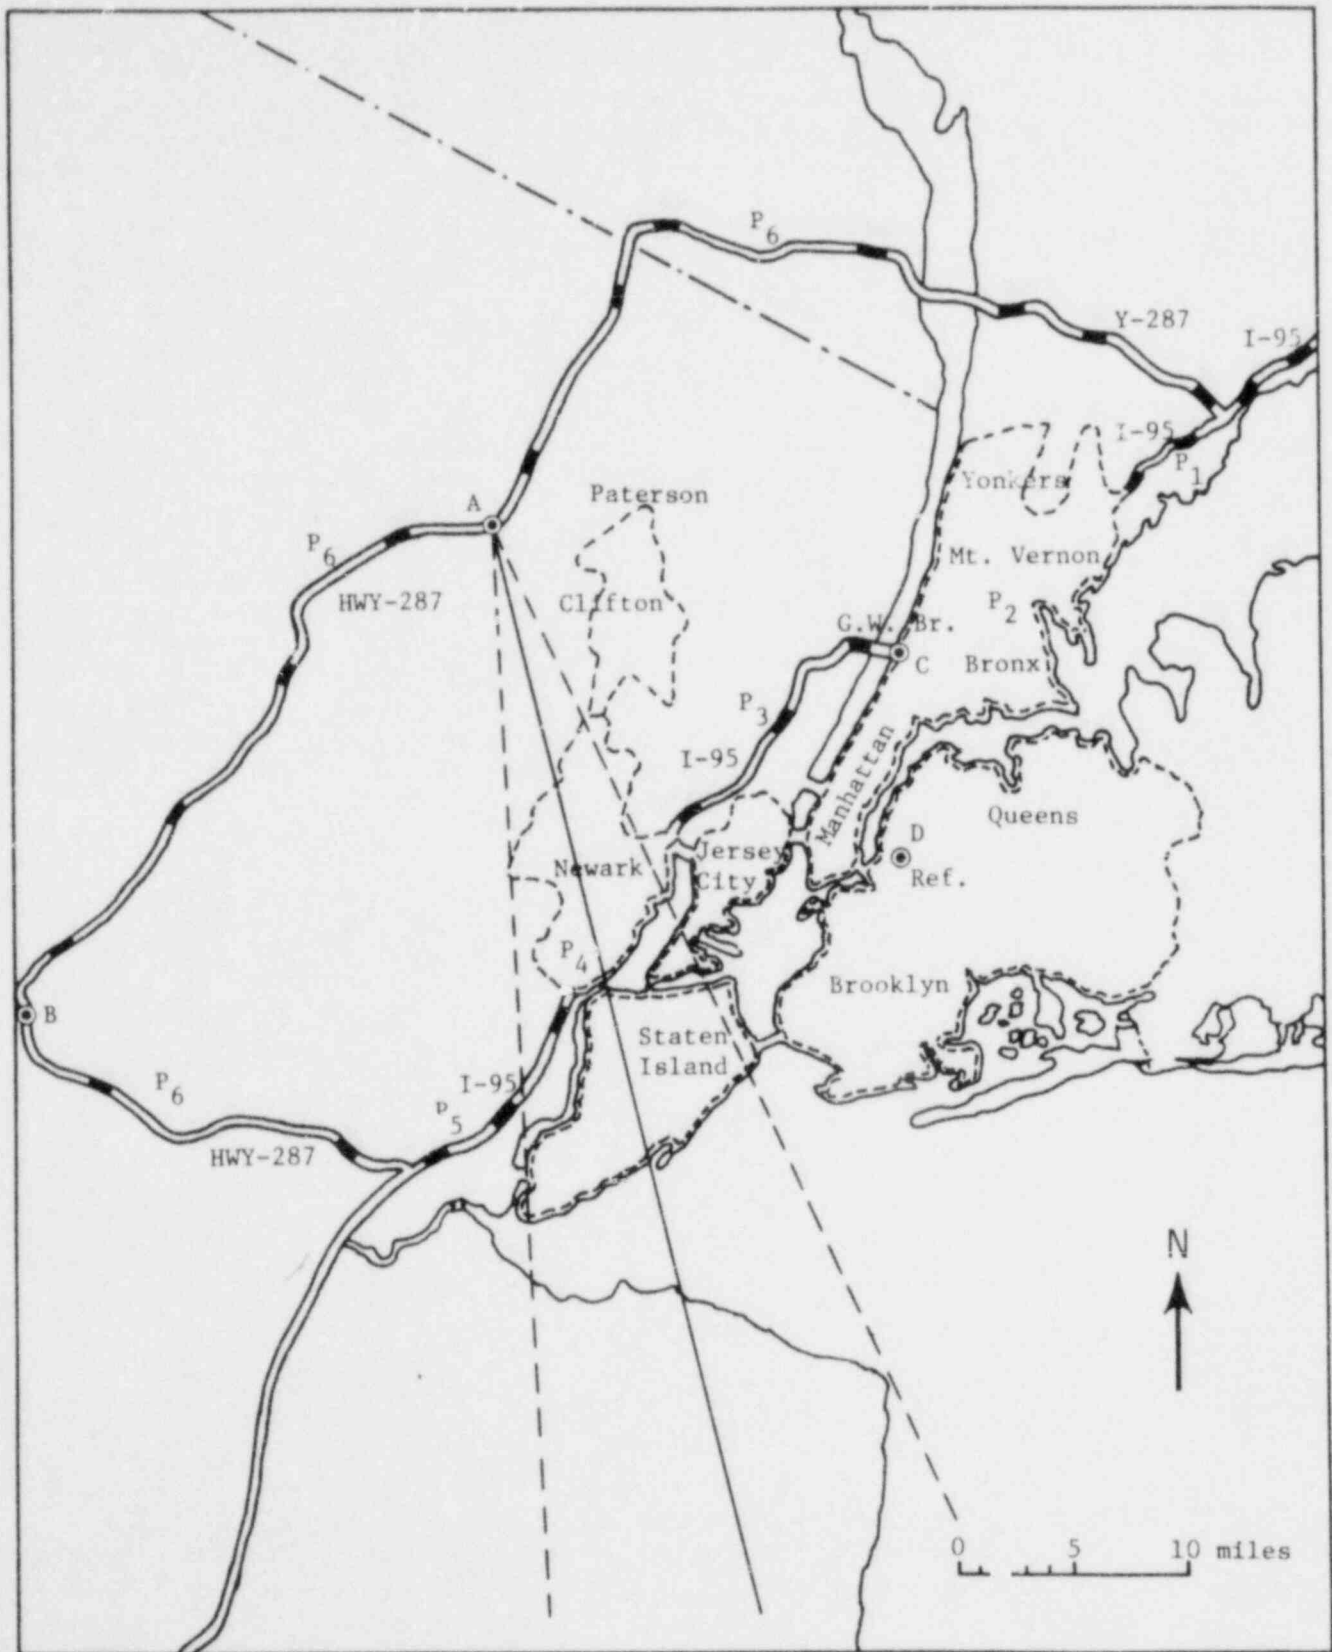 P6
Y-287
I-95
I-95
P1
Yonkers
Paterson
A
Mt. Vernon
P6
HWY-287
Clifton
P2
G.W. Br.
C
Bronx
P3
I-95
Manhattan
Queens
D
Ref.
Jersey
City
Newark
P4
Brooklyn
B
Staten
Island
P6
I-95
P5
HWY-287
N
0 5 10 miles